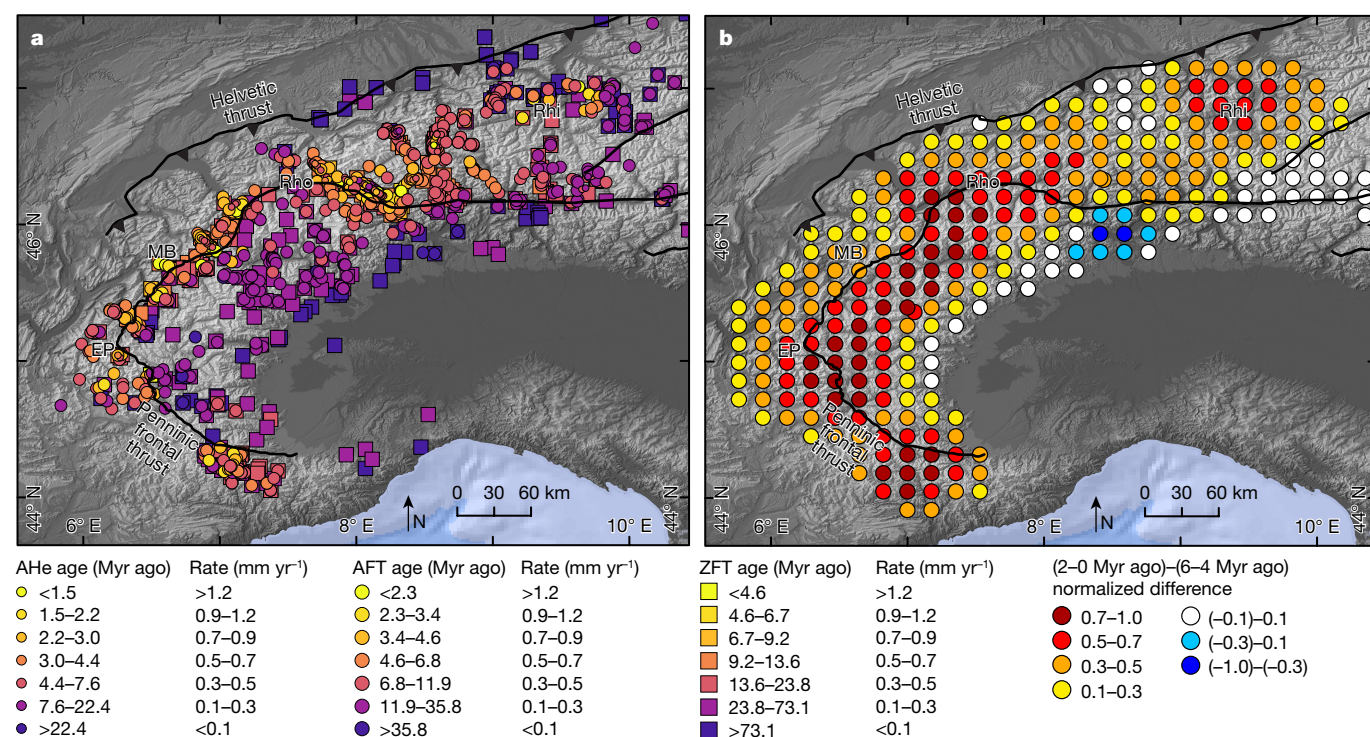 a
Helvetic
thrust
Rhi
Rho
MB
EP
Penninic
frontal
thrust
46° N
44° N
6° E
8° E
10° E
44° N
N
0 30 60 km
b
Helvetic
thrust
Rhi
Rho
MB
EP
Penninic
frontal
thrust
46° N
44° N
6° E
8° E
10° E
44° N
N
0 30 60 km
AHe age (Myr ago) Rate (mm yr⁻¹)
<1.5 >1.2
1.5–2.2 0.9–1.2
2.2–3.0 0.7–0.9
3.0–4.4 0.5–0.7
4.4–7.6 0.3–0.5
7.6–22.4 0.1–0.3
>22.4 <0.1
AFT age (Myr ago) Rate (mm yr⁻¹)
<2.3 >1.2
2.3–3.4 0.9–1.2
3.4–4.6 0.7–0.9
4.6–6.8 0.5–0.7
6.8–11.9 0.3–0.5
11.9–35.8 0.1–0.3
>35.8 <0.1
ZFT age (Myr ago) Rate (mm yr⁻¹)
<4.6 >1.2
4.6–6.7 0.9–1.2
6.7–9.2 0.7–0.9
9.2–13.6 0.5–0.7
13.6–23.8 0.3–0.5
23.8–73.1 0.1–0.3
>73.1 <0.1
(2–0 Myr ago)–(6–4 Myr ago)
normalized difference
0.7–1.0 (–0.1)–0.1
0.5–0.7 (–0.3)–0.1
0.3–0.5 (–1.0)–(–0.3)
0.1–0.3